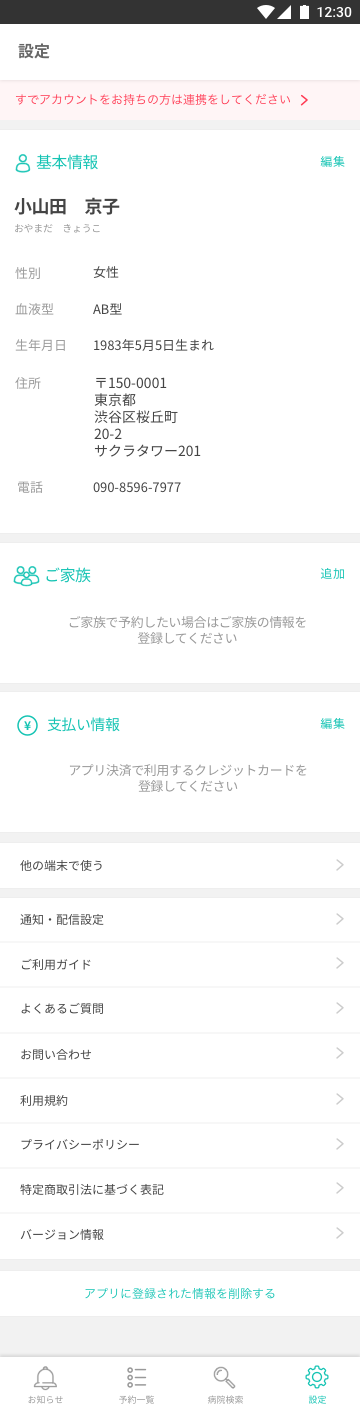 12:30
設定
すでアカウントをお持ちの方は連携をしてください
基本情報
編集
小山田　京子
おやまだ　きょうこ
性別　女性
血液型　AB型
生年月日　1983年5月5日生まれ
住所　〒150-0001
東京都
渋谷区桜丘町
20-2
サクラタワー201
電話　090-8596-7977
ご家族
追加
ご家族で予約したい場合はご家族の情報を
登録してください
¥
支払い情報
編集
アプリ決済で利用するクレジットカードを
登録してください
他の端末で使う
通知・配信設定
ご利用ガイド
よくあるご質問
お問い合わせ
利用規約
プライバシーポリシー
特定商取引法に基づく表記
バージョン情報
アプリに登録された情報を削除する
お知らせ　予約一覧　病院検索　設定